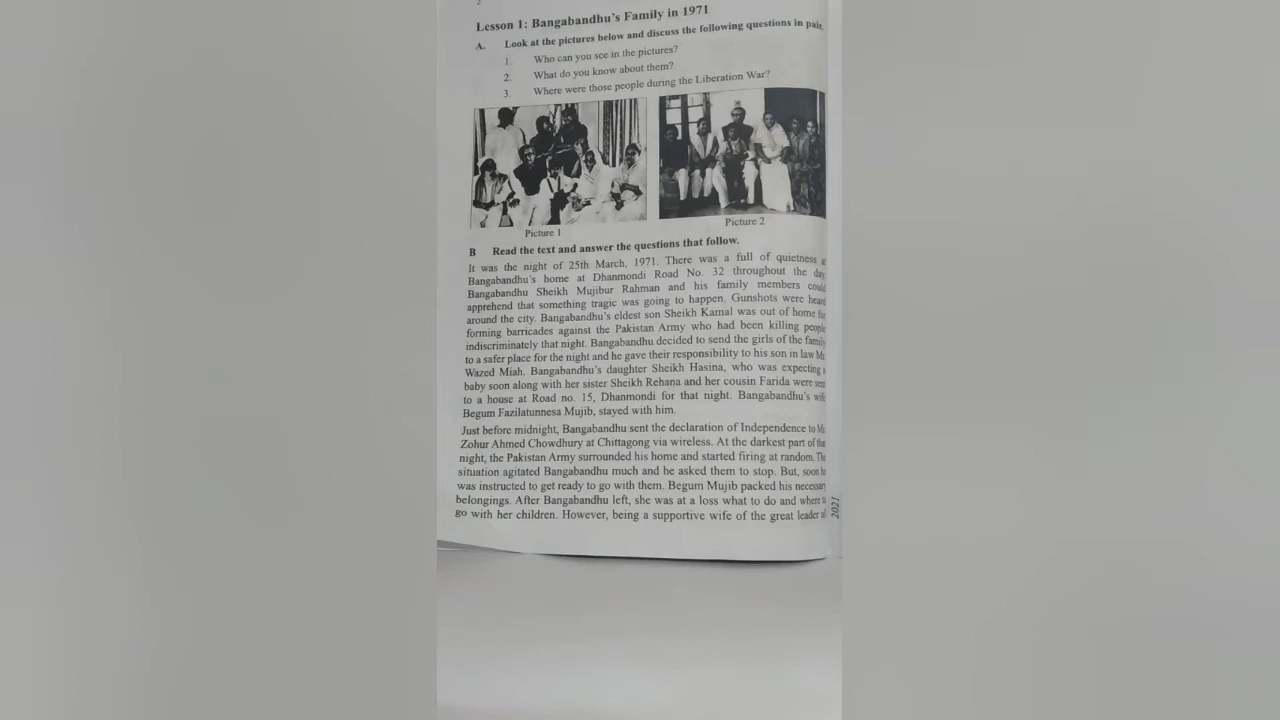 2
Lesson 1: Bangabandhu's Family in 1971
A. Look at the pictures below and discuss the following questions in pair.
1. Who can you see in the pictures?
2. What do you know about them?
3. Where were those people during the Liberation War?
Picture 1
Picture 2
B Read the text and answer the questions that follow.
It was the night of 25th March, 1971. There was a full of quietness
Bangabandhu's home at Dhanmondi Road No. 32 throughout the day
Bangabandhu Sheikh Mujibur Rahman and his family members could
apprehend that something tragic was going to happen. Gunshots were heard
around the city. Bangabandhu's eldest son Sheikh Kamal was out of home for
forming barricades against the Pakistan Army who had been killing people
indiscriminately that night. Bangabandhu decided to send the girls of the family
to a safer place for the night and he gave their responsibility to his son in law Mr.
Wazed Miah. Bangabandhu's daughter Sheikh Hasina, who was expecting a
baby soon along with her sister Sheikh Rehana and her cousin Farida were sent
to a house at Road no. 15, Dhanmondi for that night. Bangabandhu's wife
Begum Fazilatunnesa Mujib, stayed with him.
Just before midnight, Bangabandhu sent the declaration of Independence to Mr.
Zohur Ahmed Chowdhury at Chittagong via wireless. At the darkest part of that
night, the Pakistan Army surrounded his home and started firing at random. The
situation agitated Bangabandhu much and he asked them to stop. But, soon he
was instructed to get ready to go with them. Begum Mujib packed his necessary
belongings. After Bangabandhu left, she was at a loss what to do and where to
go with her children. However, being a supportive wife of the great leader
2021